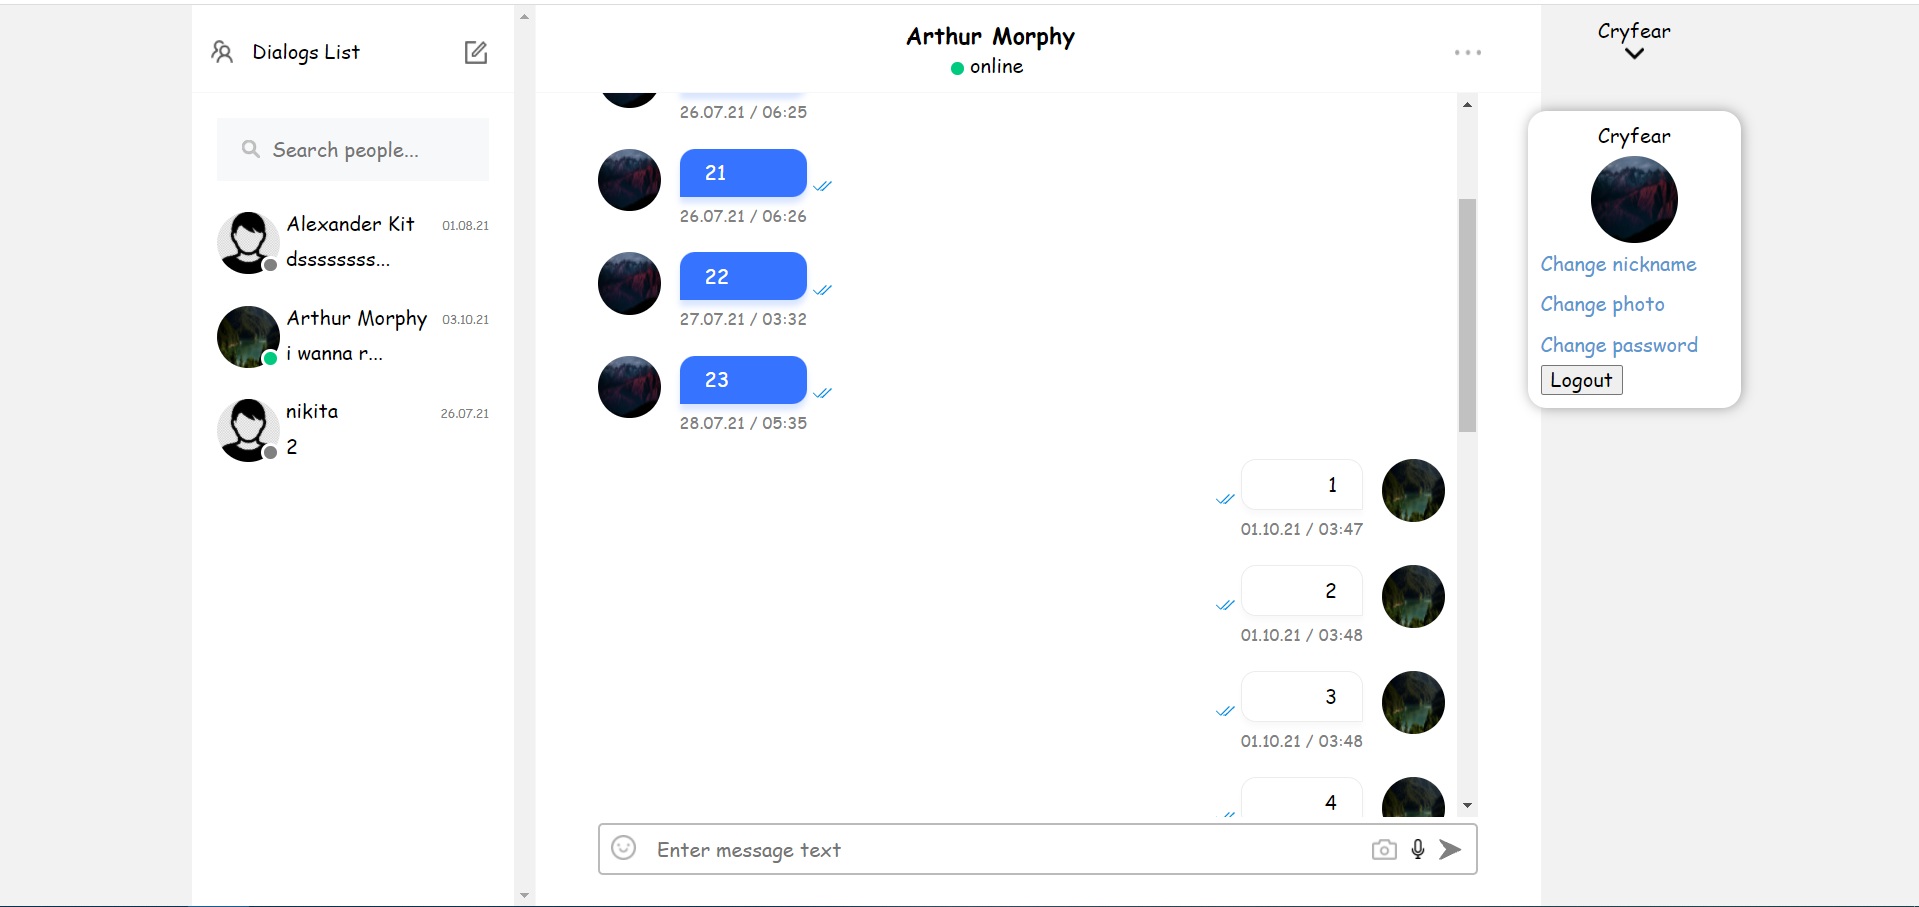 Dialogs List
Search people...
Alexander Kit 01.08.21
dssssssss...
Arthur Morphy 03.10.21
i wanna r...
nikita 26.07.21
2
Arthur Morphy
online
26.07.21 / 06:25
21
26.07.21 / 06:26
22
27.07.21 / 03:32
23
28.07.21 / 05:35
1
01.10.21 / 03:47
2
01.10.21 / 03:48
3
01.10.21 / 03:48
4
Enter message text
Cryfear
Cryfear
Change nickname
Change photo
Change password
Logout